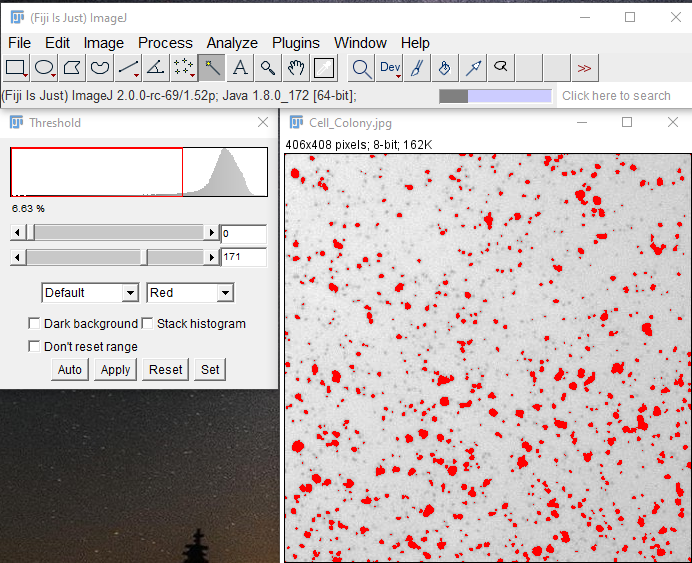 (Fiji Is Just) ImageJ
File Edit Image Process Analyze Plugins Window Help
A Dev >>
(Fiji Is Just) ImageJ 2.0.0-rc-69/1.52p; Java 1.8.0_172 [64-bit];
Click here to search
Threshold
6.63 %
0
171
Default Red
Dark background Stack histogram
Don't reset range
Auto Apply Reset Set
Cell_Colony.jpg
406x408 pixels; 8-bit; 162K